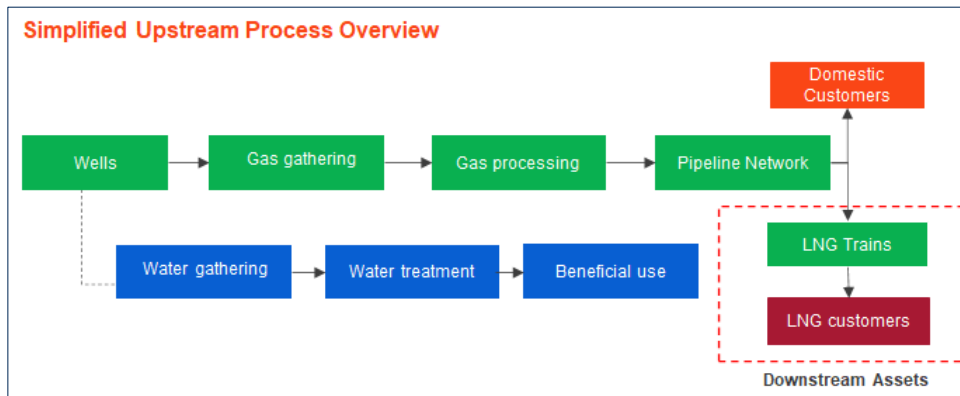 Simplified Upstream Process Overview
Domestic
Customers
Wells
Gas gathering
Gas processing
Pipeline Network
Water gathering
Water treatment
Beneficial use
LNG Trains
LNG customers
Downstream Assets